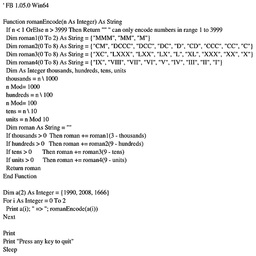 ' FB 1.05.0 Win64
Function romanEncode(n As Integer) As String
If n < 1 OrElse n > 3999 Then Return "" ' can only encode numbers in range 1 to 3999
Dim roman1(0 To 2) As String = {"MMM", "MM", "M"}
Dim roman2(0 To 8) As String = {"CM", "DCCC", "DCC", "DC", "D", "CD", "CCC", "CC", "C"}
Dim roman3(0 To 8) As String = {"XC", "LXXX", "LXX", "LX", "L", "XL", "XXX", "XX", "X"}
Dim roman4(0 To 8) As String = {"IX", "VIII", "VII", "VI", "V", "IV", "III", "II", "I"}
Dim As Integer thousands, hundreds, tens, units
thousands = n \ 1000
n Mod= 1000
hundreds = n \ 100
n Mod= 100
tens = n \ 10
units = n Mod 10
Dim roman As String = ""
If thousands > 0 Then roman += roman1(3 - thousands)
If hundreds > 0 Then roman += roman2(9 - hundreds)
If tens > 0 Then roman += roman3(9 - tens)
If units > 0 Then roman += roman4(9 - units)
Return roman
End Function
Dim a(2) As Integer = {1990, 2008, 1666}
For i As Integer = 0 To 2
Print a(i); " => "; romanEncode(a(i))
Next
Print
Print "Press any key to quit"
Sleep